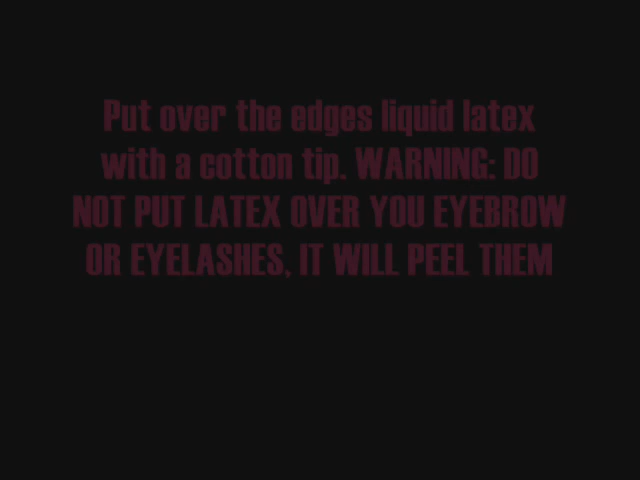 Put over the edges liquid latex
with a cotton tip. WARNING: DO
NOT PUT LATEX OVER YOU EYEBROW
OR EYELASHES, IT WILL PEEL THEM